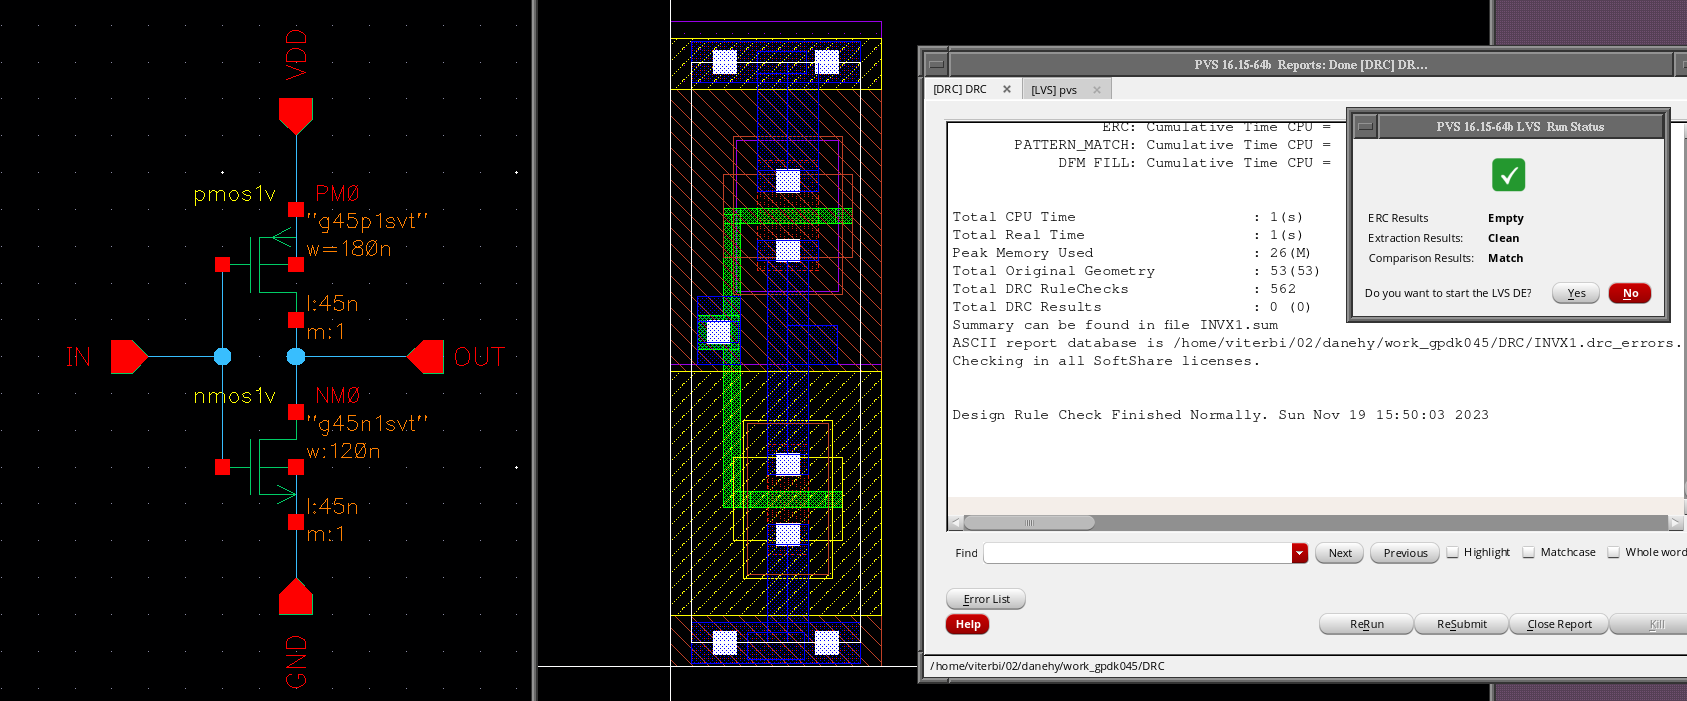 VDD
pmos1v
PM0
"g45p1svt"
w=180n
l:45n
m:1
IN
OUT
nmos1v
NM0
"g45n1svt"
w:120n
l:45n
m:1
GND
PVS 16.15-64b Reports: Done [DRC] DR...
[DRC] DRC
[LVS] pvs
ERC: Cumulative Time CPU =
PATTERN_MATCH: Cumulative Time CPU =
DFM FILL: Cumulative Time CPU =
Total CPU Time : 1(s)
Total Real Time : 1(s)
Peak Memory Used : 26(M)
Total Original Geometry : 53(53)
Total DRC RuleChecks : 562
Total DRC Results : 0 (0)
Summary can be found in file INVX1.sum
ASCII report database is /home/viterbi/02/danehy/work_gpdk045/DRC/INVX1.drc_errors.
Checking in all SoftShare licenses.
Design Rule Check Finished Normally. Sun Nov 19 15:50:03 2023
PVS 16.15-64b LVS Run Status
ERC Results Empty
Extraction Results: Clean
Comparison Results: Match
Do you want to start the LVS DE? Yes No
Find Next Previous Highlight Matchcase Whole word
Error List
Help ReRun ReSubmit Close Report Kill
/home/viterbi/02/danehy/work_gpdk045/DRC